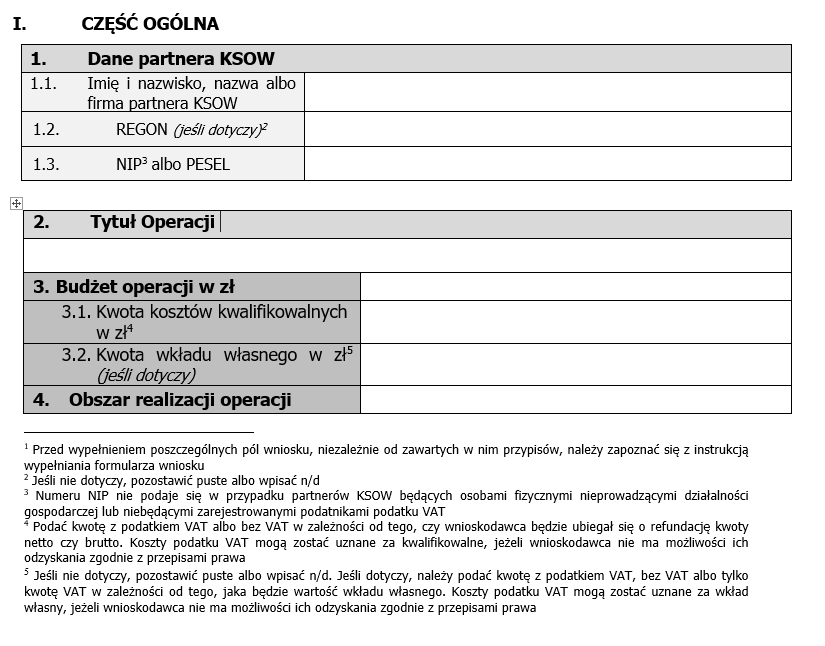 I. CZĘŚĆ OGÓLNA
1. Dane partnera KSOW
1.1. Imię i nazwisko, nazwa albo
firma partnera KSOW
1.2. REGON (jeśli dotyczy)²
1.3. NIP³ albo PESEL
2. Tytuł Operacji
3. Budżet operacji w zł
3.1. Kwota kosztów kwalifikowalnych
w zł⁴
3.2. Kwota wkładu własnego w zł⁵
(jeśli dotyczy)
4. Obszar realizacji operacji
¹ Przed wypełnieniem poszczególnych pól wniosku, niezależnie od zawartych w nim przypisów, należy zapoznać się z instrukcją
wypełniania formularza wniosku
² Jeśli nie dotyczy, pozostawić puste albo wpisać n/d
³ Numeru NIP nie podaje się w przypadku partnerów KSOW będących osobami fizycznymi nieprowadzącymi działalności
gospodarczej lub niebędącymi zarejestrowanymi podatnikami podatku VAT
⁴ Podać kwotę z podatkiem VAT albo bez VAT w zależności od tego, czy wnioskodawca będzie ubiegał się o refundację kwoty
netto czy brutto. Koszty podatku VAT mogą zostać uznane za kwalifikowalne, jeżeli wnioskodawca nie ma możliwości ich
odzyskania zgodnie z przepisami prawa
⁵ Jeśli nie dotyczy, pozostawić puste albo wpisać n/d. Jeśli dotyczy, należy podać kwotę z podatkiem VAT, bez VAT albo tylko
kwotę VAT w zależności od tego, jaka będzie wartość wkładu własnego. Koszty podatku VAT mogą zostać uznane za wkład
własny, jeżeli wnioskodawca nie ma możliwości ich odzyskania zgodnie z przepisami prawa